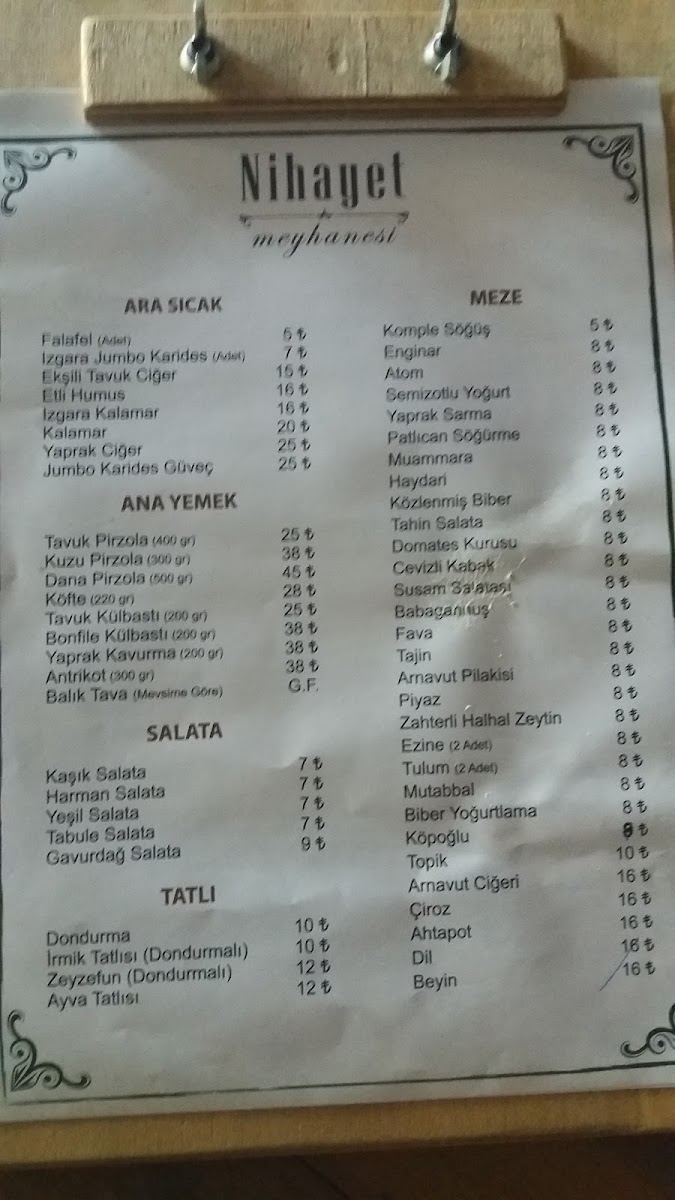 Nihayet
meyhanesi
ARA SICAK
Falafel (Adet) 5 ₺
Izgara Jumbo Karides (Adet) 7 ₺
Ekşili Tavuk Ciğer 15 ₺
Etli Humus 16 ₺
Izgara Kalamar 16 ₺
Kalamar 20 ₺
Yaprak Ciğer 25 ₺
Jumbo Karides Güveç 25 ₺
ANA YEMEK
Tavuk Pirzola (400 gr) 25 ₺
Kuzu Pirzola (300 gr) 38 ₺
Dana Pirzola (500 gr) 45 ₺
Köfte (220 gr) 28 ₺
Tavuk Külbastı (200 gr) 25 ₺
Bonfile Külbastı (200 gr) 38 ₺
Yaprak Kavurma (200 gr) 38 ₺
Antrikot (300 gr) 38 ₺
Balık Tava (Mevsime Göre) G.F.
SALATA
Kaşık Salata 7 ₺
Harman Salata 7 ₺
Yeşil Salata 7 ₺
Tabule Salata 7 ₺
Gavurdağ Salata 9 ₺
TATLI
Dondurma 10 ₺
İrmik Tatlısı (Dondurmalı) 10 ₺
Zeyzefun (Dondurmalı) 12 ₺
Ayva Tatlısı 12 ₺
MEZE
Komple Söğüş 5 ₺
Enginar 8 ₺
Atom 8 ₺
Semizotlu Yoğurt 8 ₺
Yaprak Sarma 8 ₺
Patlıcan Söğürme 8 ₺
Muammara 8 ₺
Haydari 8 ₺
Közlenmiş Biber 8 ₺
Tahin Salata 8 ₺
Domates Kurusu 8 ₺
Cevizli Kabak 8 ₺
Susam Salatası 8 ₺
Babagannuş 8 ₺
Fava 8 ₺
Tajin 8 ₺
Arnavut Pilakisi 8 ₺
Piyaz 8 ₺
Zahterli Halhal Zeytin 8 ₺
Ezine (2 Adet) 8 ₺
Tulum (2 Adet) 8 ₺
Mutabbal 8 ₺
Biber Yoğurtlama 8 ₺
Köpoğlu ₺
Topik 10 ₺
Arnavut Ciğeri 16 ₺
Çiroz 16 ₺
Ahtapot 16 ₺
Dil 16 ₺
Beyin 16 ₺